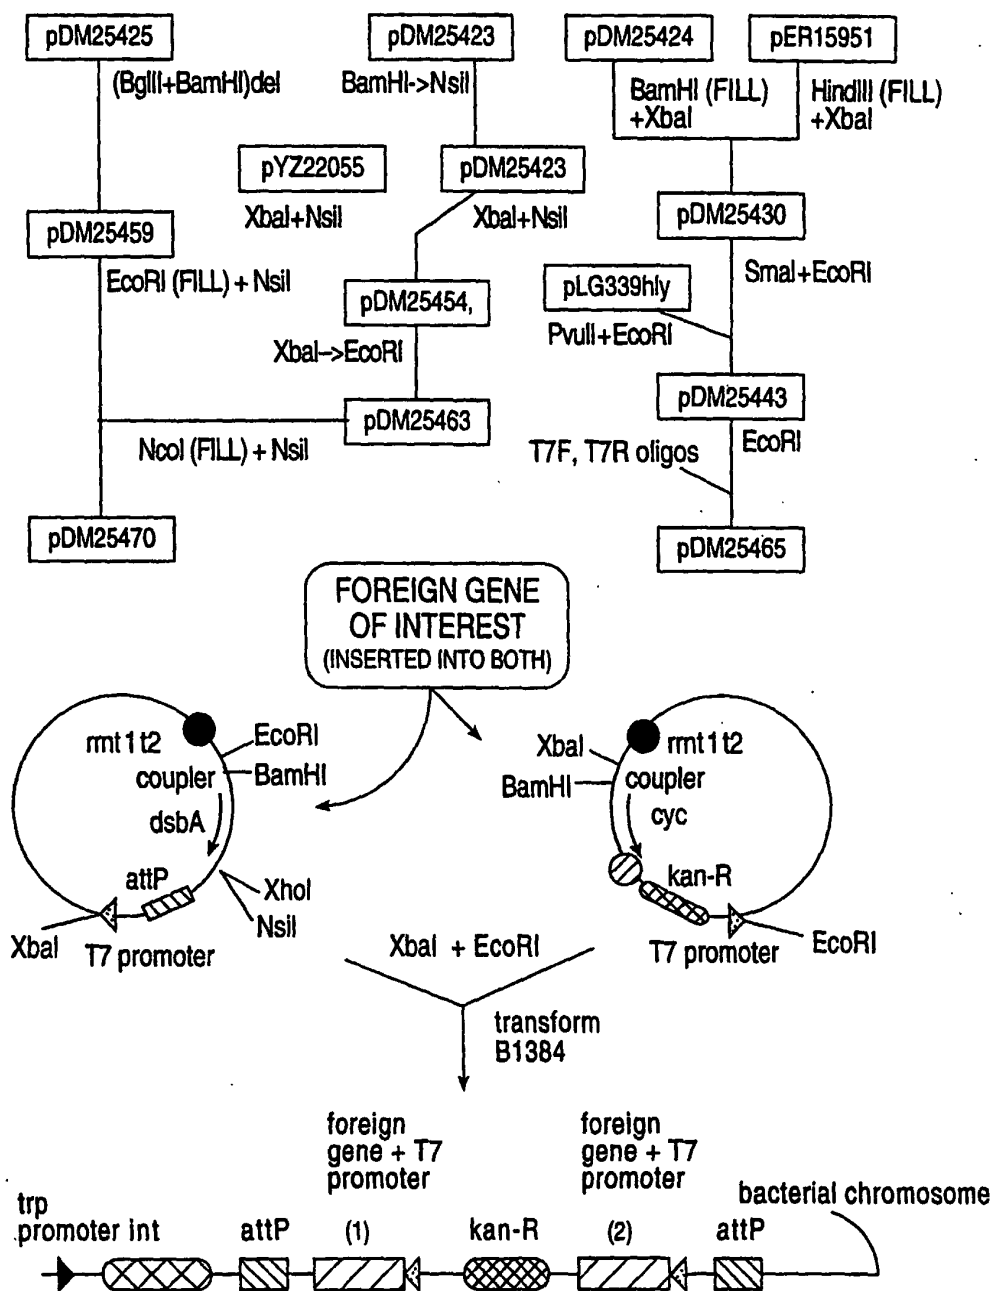 pDM25425
pDM25423
pDM25424
pER15951
(BglII+BamHI)del
BamHI->NsiI
BamHI (FILL)
+XbaI
HindIII (FILL)
+XbaI
pYZ22055
pDM25423
XbaI+NsiI
XbaI+NsiI
pDM25459
pDM25430
EcoRI (FILL) + NsiI
SmaI+EcoRI
pLG339hly
pDM25454,
PvuII+EcoRI
XbaI->EcoRI
pDM25443
pDM25463
EcoRI
NcoI (FILL) + NsiI
T7F, T7R oligos
pDM25470
pDM25465
FOREIGN GENE
OF INTEREST
(INSERTED INTO BOTH)
rrnt1t2
EcoRI
coupler
BamHI
dsbA
attP
XhoI
NsiI
XbaI
T7 promoter
XbaI
rrnt1t2
BamHI
coupler
cyc
kan-R
T7 promoter
EcoRI
XbaI + EcoRI
transform
B1384
foreign
gene + T7
promoter
foreign
gene + T7
promoter
trp
promoter int
attP
(1)
kan-R
(2)
attP
bacterial chromosome